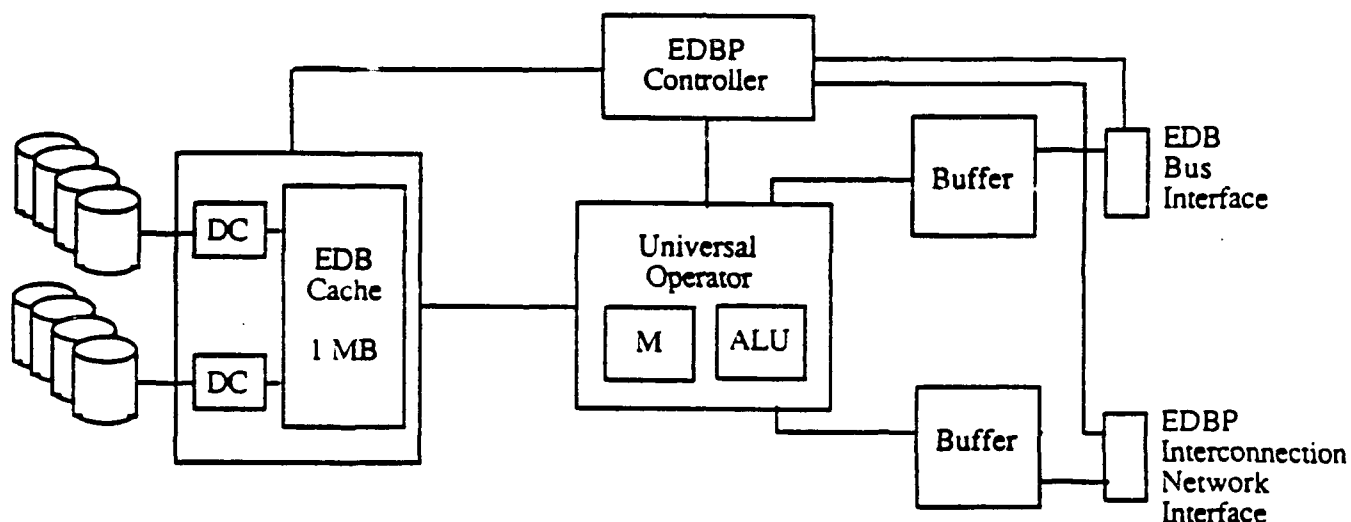 EDBP
Controller
EDB
Bus
Interface
Buffer
DC
EDB
Cache
1 MB
DC
Universal
Operator
M
ALU
Buffer
EDBP
Interconnection
Network
Interface